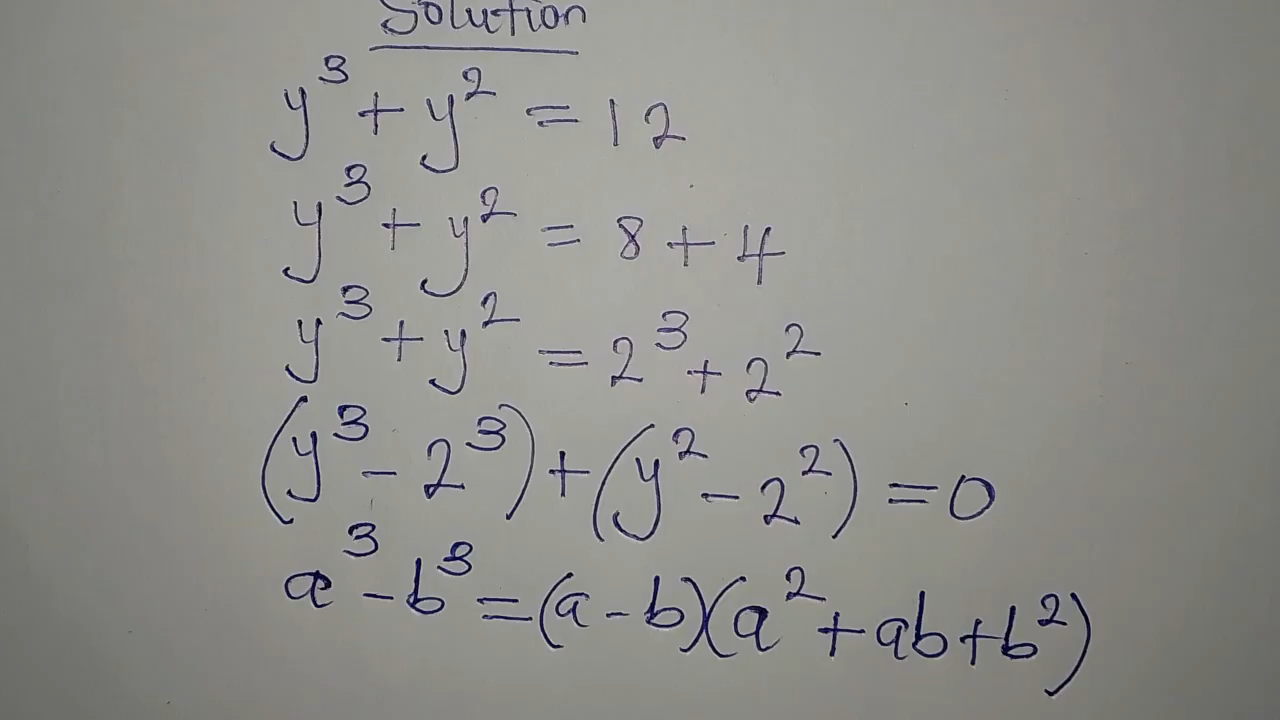 Solution
y³ + y² = 12
y³ + y² = 8 + 4
y³ + y² = 2³ + 2²
(y³ - 2³) + (y² - 2²) = 0
a³ - b³ = (a - b)(a² + ab + b²)